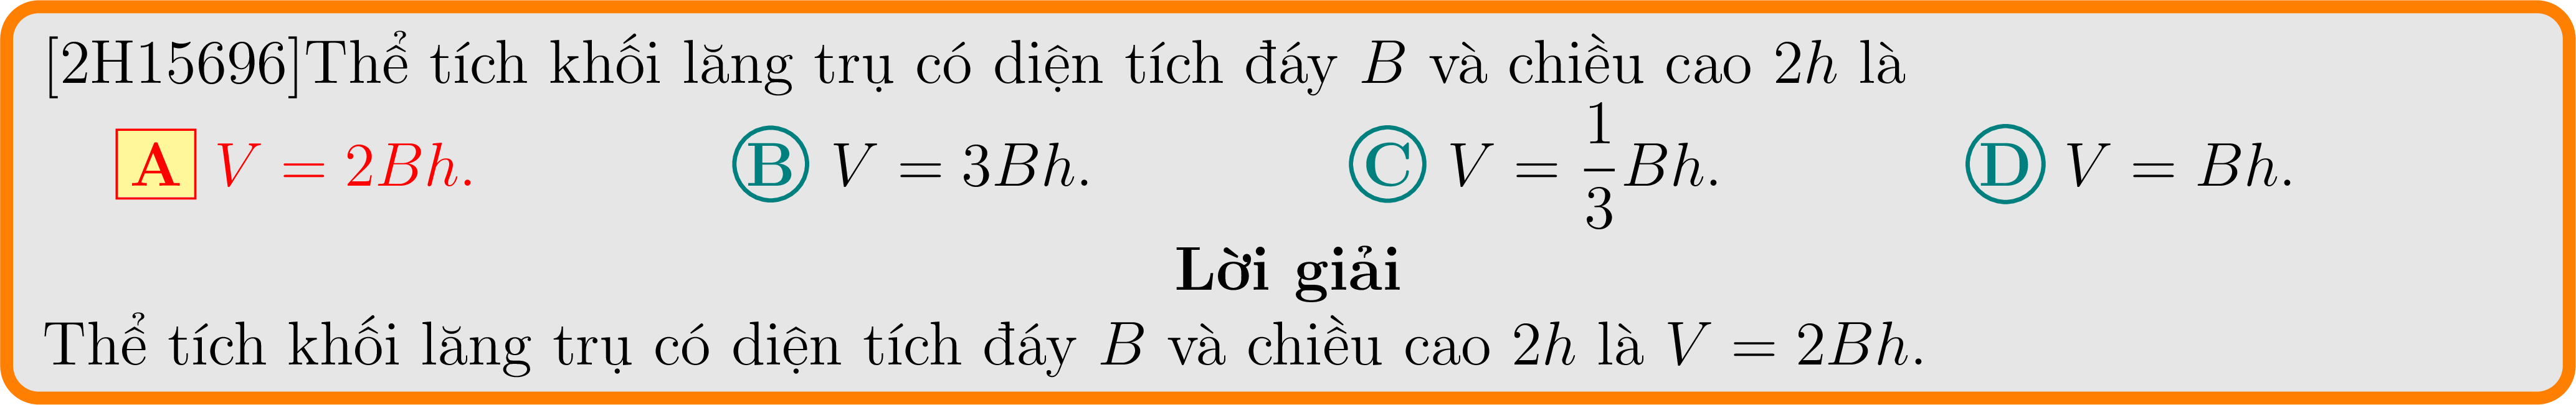 [2H15696]Thể tích khối lăng trụ có diện tích đáy B và chiều cao 2h là
A V = 2Bh. B V = 3Bh. C V = \frac{1}{3}Bh. D V = Bh.
Lời giải
Thể tích khối lăng trụ có diện tích đáy B và chiều cao 2h là V = 2Bh.